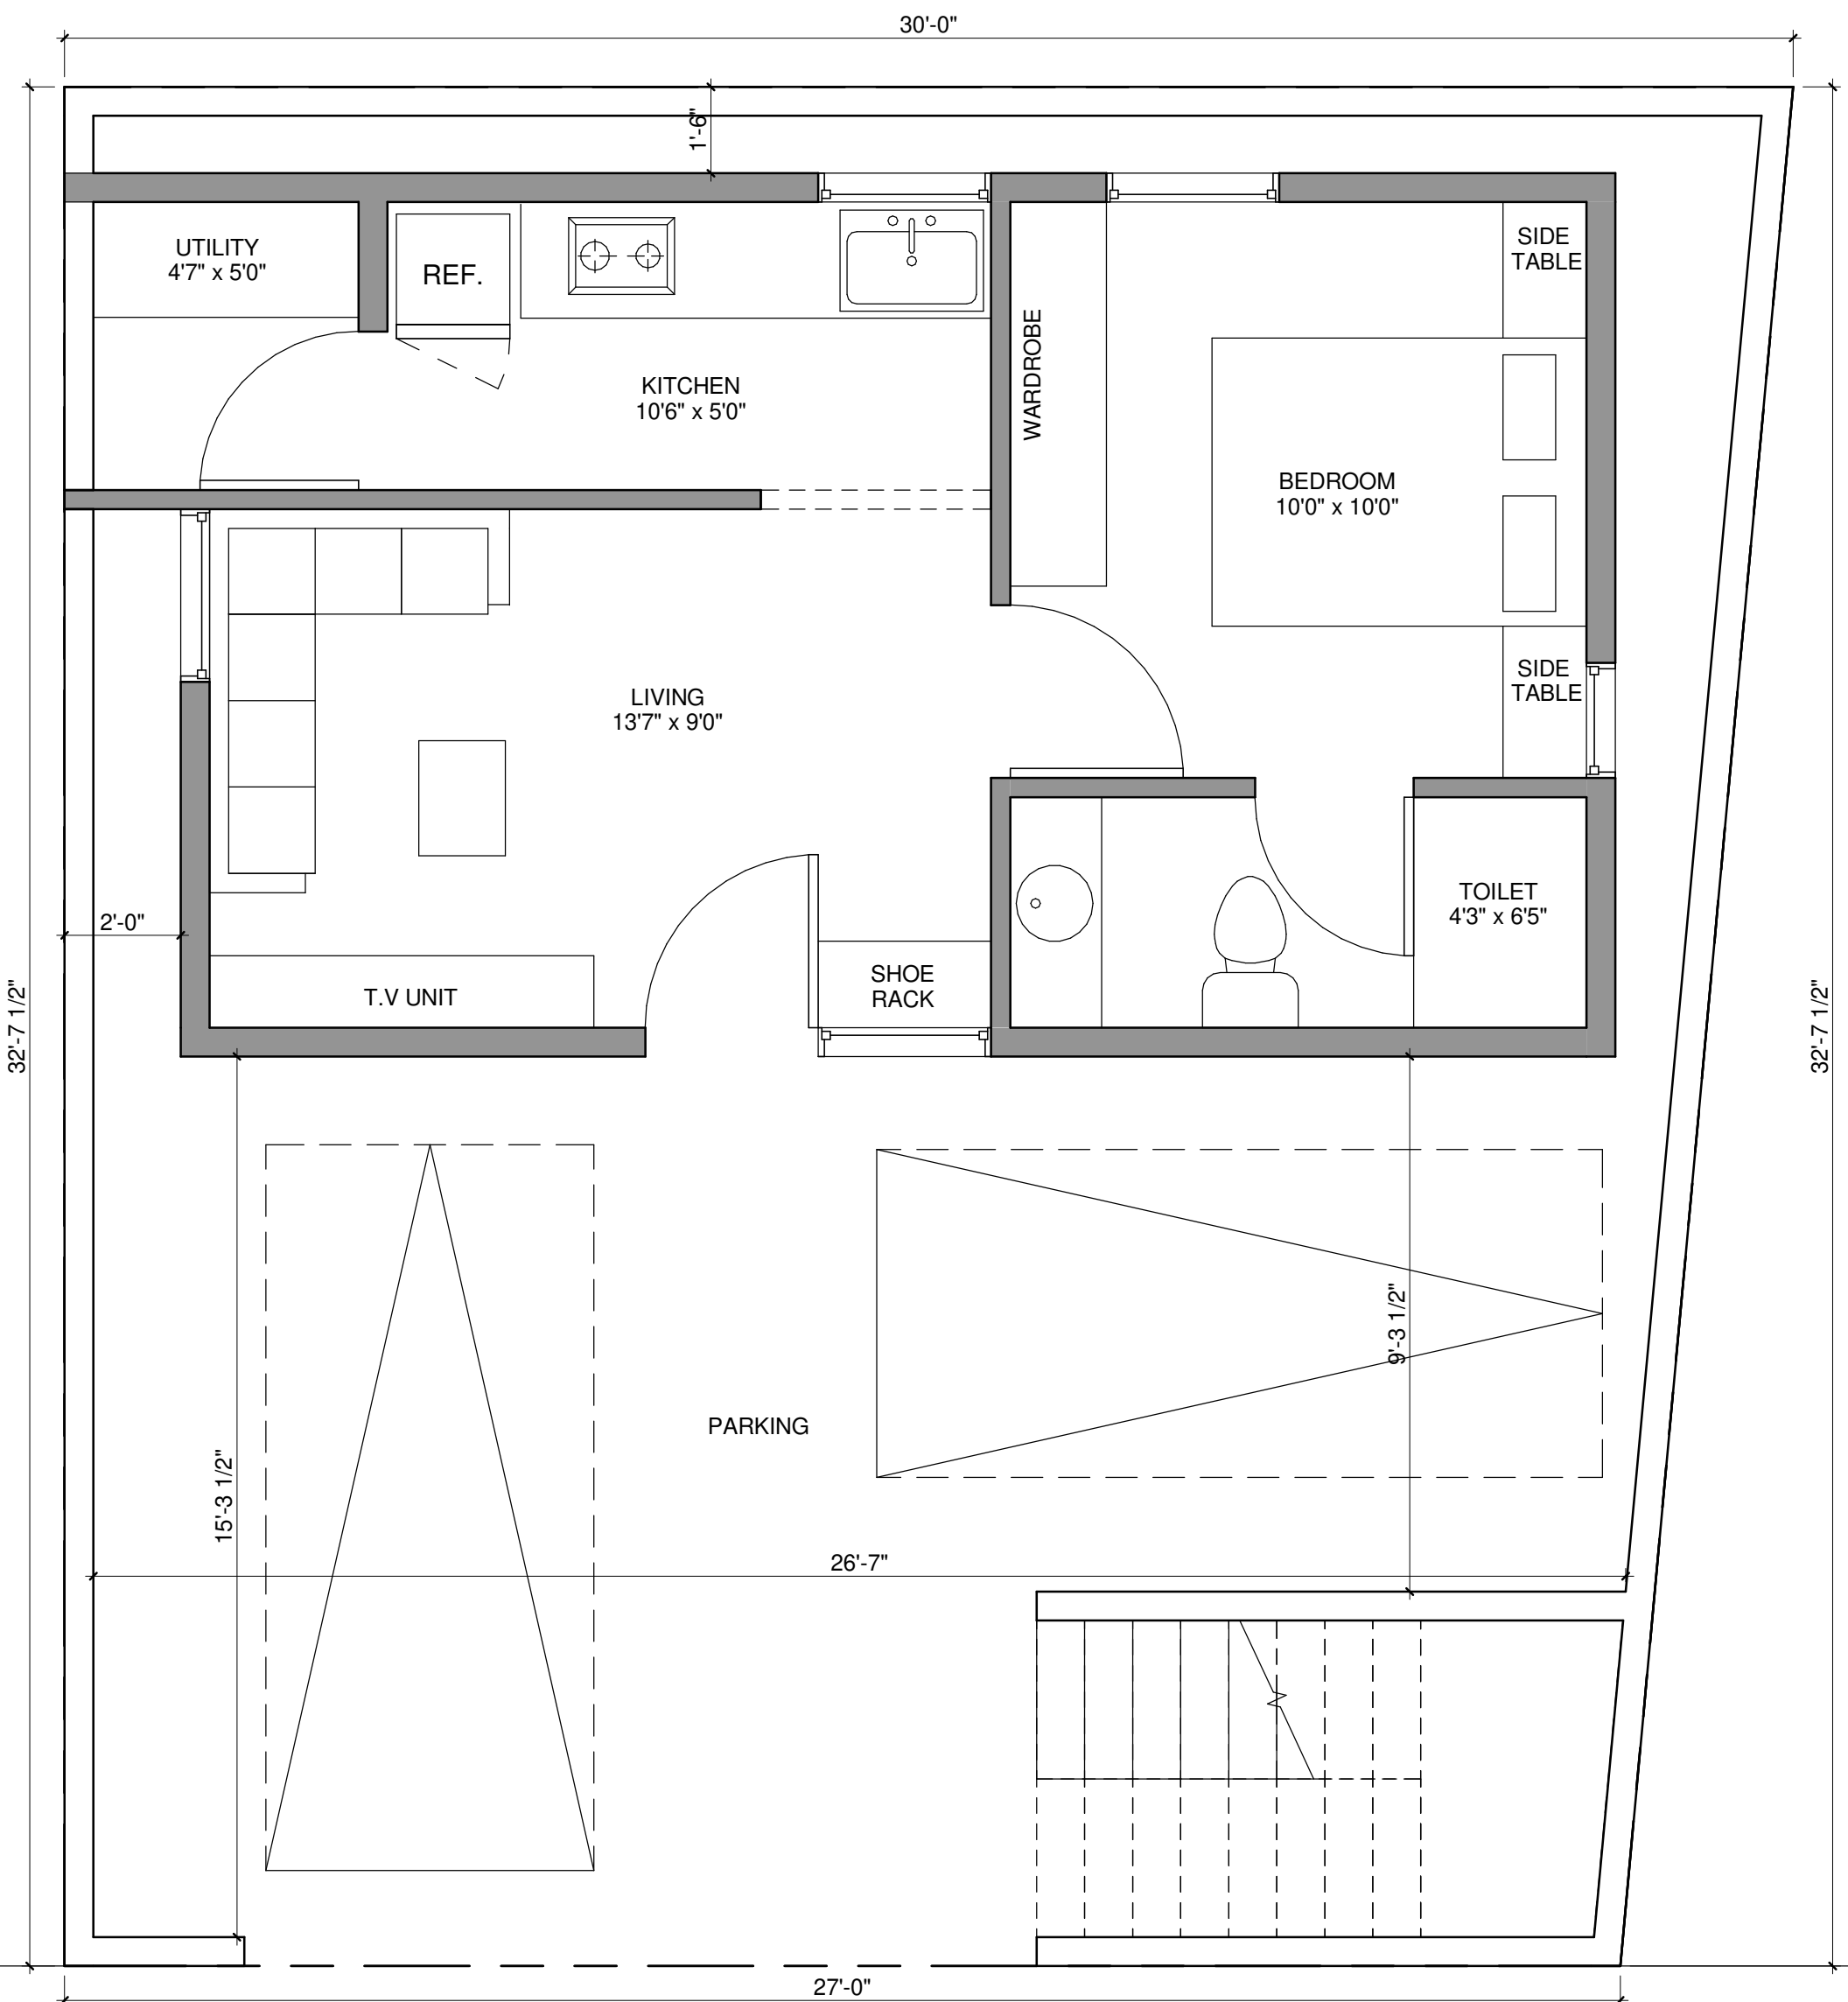 30'-0"
1'-6"
UTILITY
4'7" x 5'0"
REF.
SIDE
TABLE
WARDROBE
KITCHEN
10'6" x 5'0"
BEDROOM
10'0" x 10'0"
SIDE
TABLE
LIVING
13'7" x 9'0"
TOILET
4'3" x 6'5"
2'-0"
SHOE
RACK
T.V UNIT
32'-7 1/2"
32'-7 1/2"
9'-3 1/2"
PARKING
15'-3 1/2"
26'-7"
27'-0"